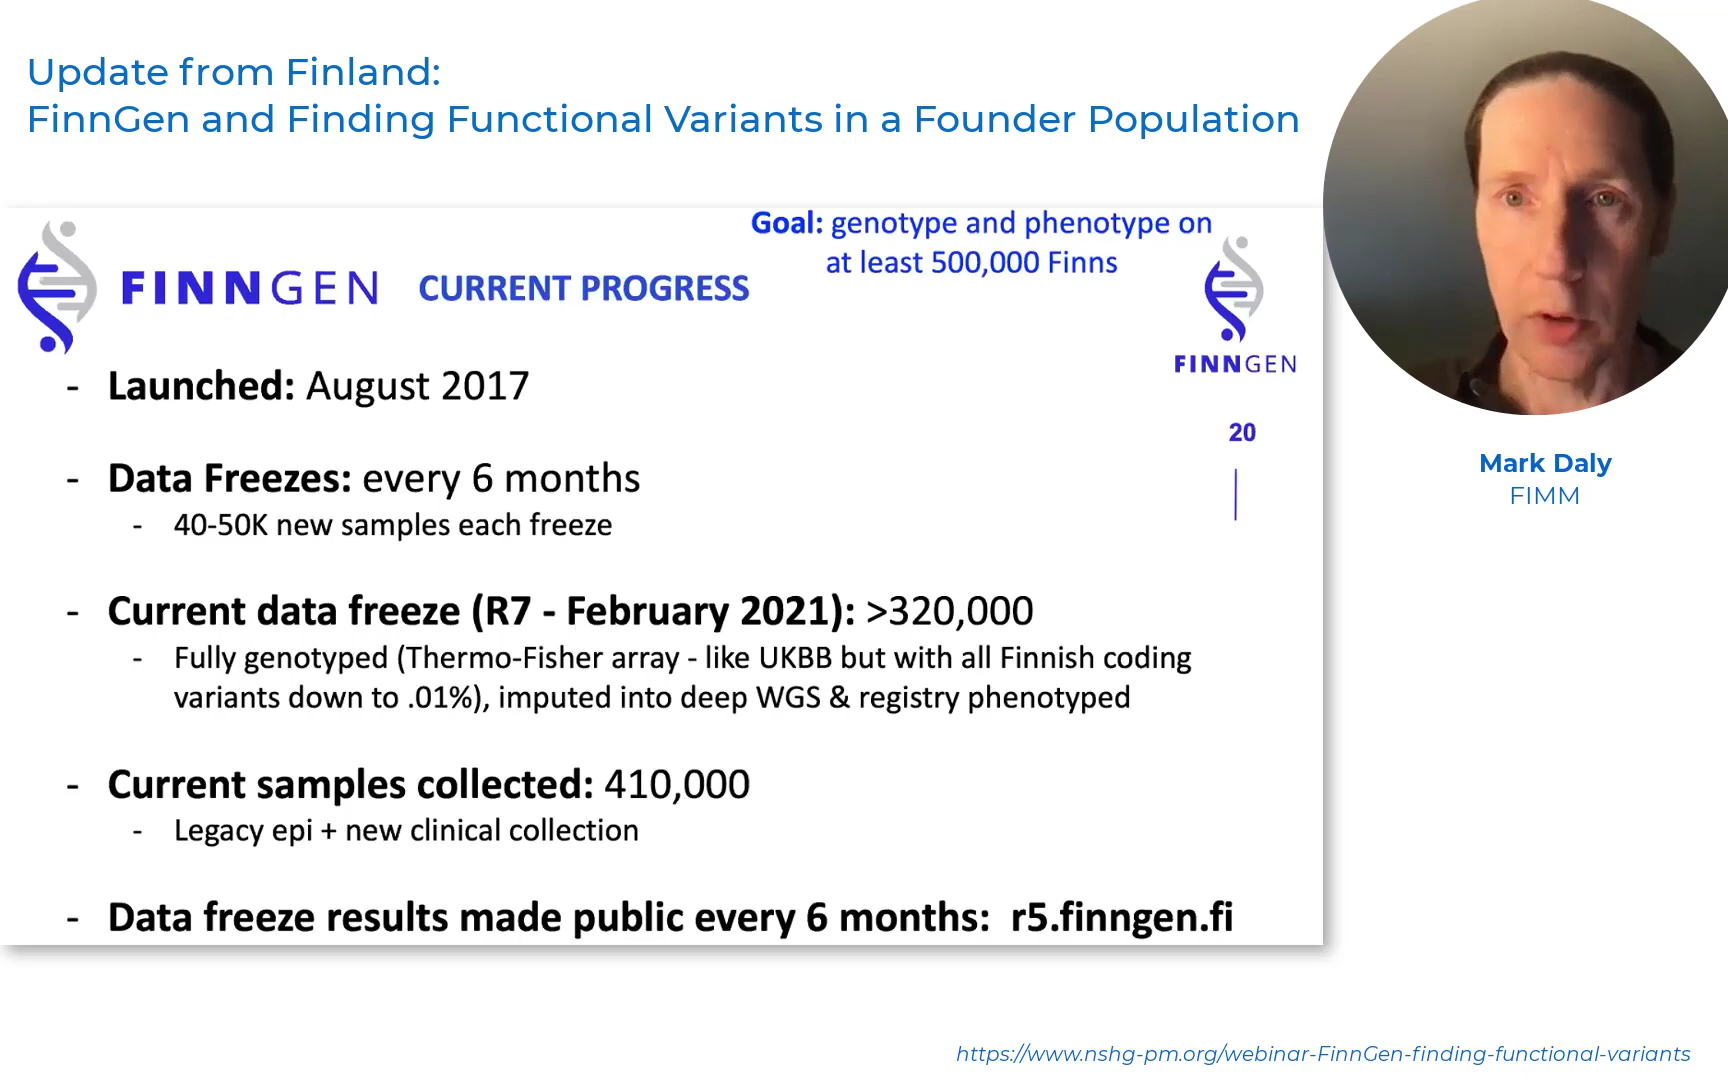 Update from Finland:
FinnGen and Finding Functional Variants in a Founder Population
Goal: genotype and phenotype on
at least 500,000 Finns
FINNGEN CURRENT PROGRESS
FINNGEN
- Launched: August 2017
20
- Data Freezes: every 6 months
- 40-50K new samples each freeze
- Current data freeze (R7 - February 2021): >320,000
- Fully genotyped (Thermo-Fisher array - like UKBB but with all Finnish coding
variants down to .01%), imputed into deep WGS & registry phenotyped
- Current samples collected: 410,000
- Legacy epi + new clinical collection
- Data freeze results made public every 6 months: r5.finngen.fi
Mark Daly
FIMM
https://www.nshg-pm.org/webinar-FinnGen-finding-functional-variants